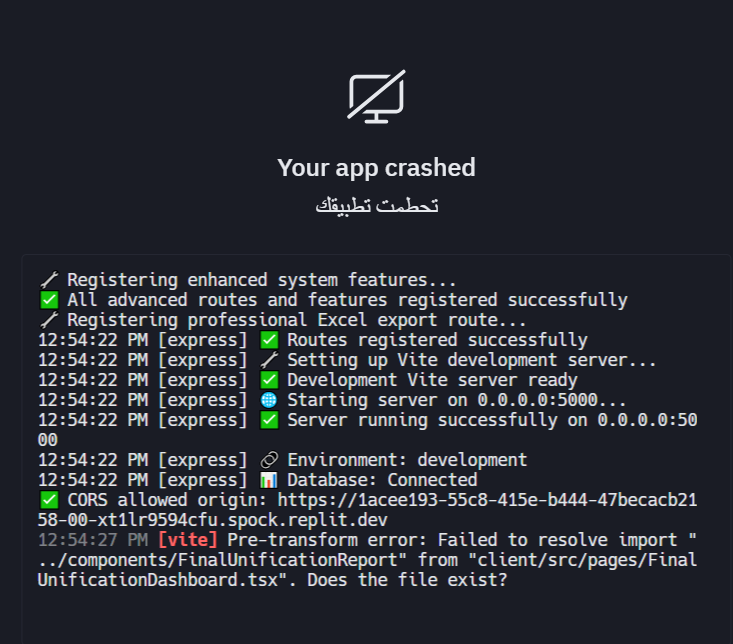 Your app crashed
تحطمت تطبيقك
🔧 Registering enhanced system features...
✅ All advanced routes and features registered successfully
🔧 Registering professional Excel export route...
12:54:22 PM [express] ✅ Routes registered successfully
12:54:22 PM [express] 🔧 Setting up Vite development server...
12:54:22 PM [express] ✅ Development Vite server ready
12:54:22 PM [express] 🌐 Starting server on 0.0.0.0:5000...
12:54:22 PM [express] ✅ Server running successfully on 0.0.0.0:50
00
12:54:22 PM [express] 🔗 Environment: development
12:54:22 PM [express] 📊 Database: Connected
✅ CORS allowed origin: https://1acee193-55c8-415e-b444-47becacb21
58-00-xt1lr9594cfu.spock.replit.dev
12:54:27 PM [vite] Pre-transform error: Failed to resolve import "
../components/FinalUnificationReport" from "client/src/pages/Final
UnificationDashboard.tsx". Does the file exist?